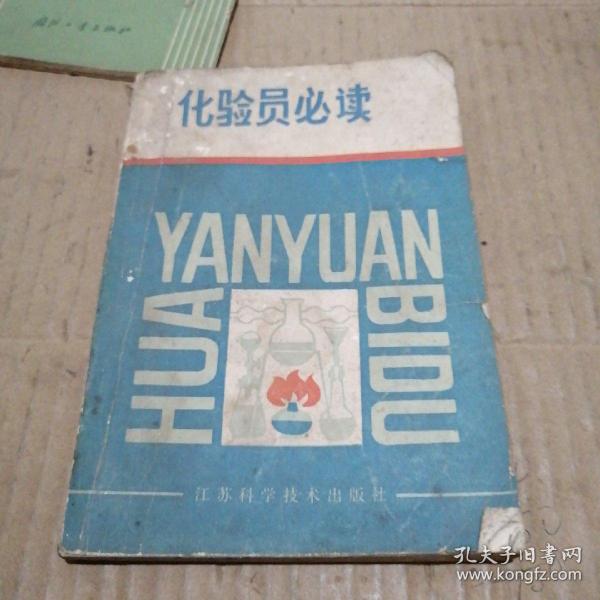 化验员必读
HUA
YANYUAN
BIDU
江苏科学技术出版社
孔夫子旧书网
www.kongfz.com